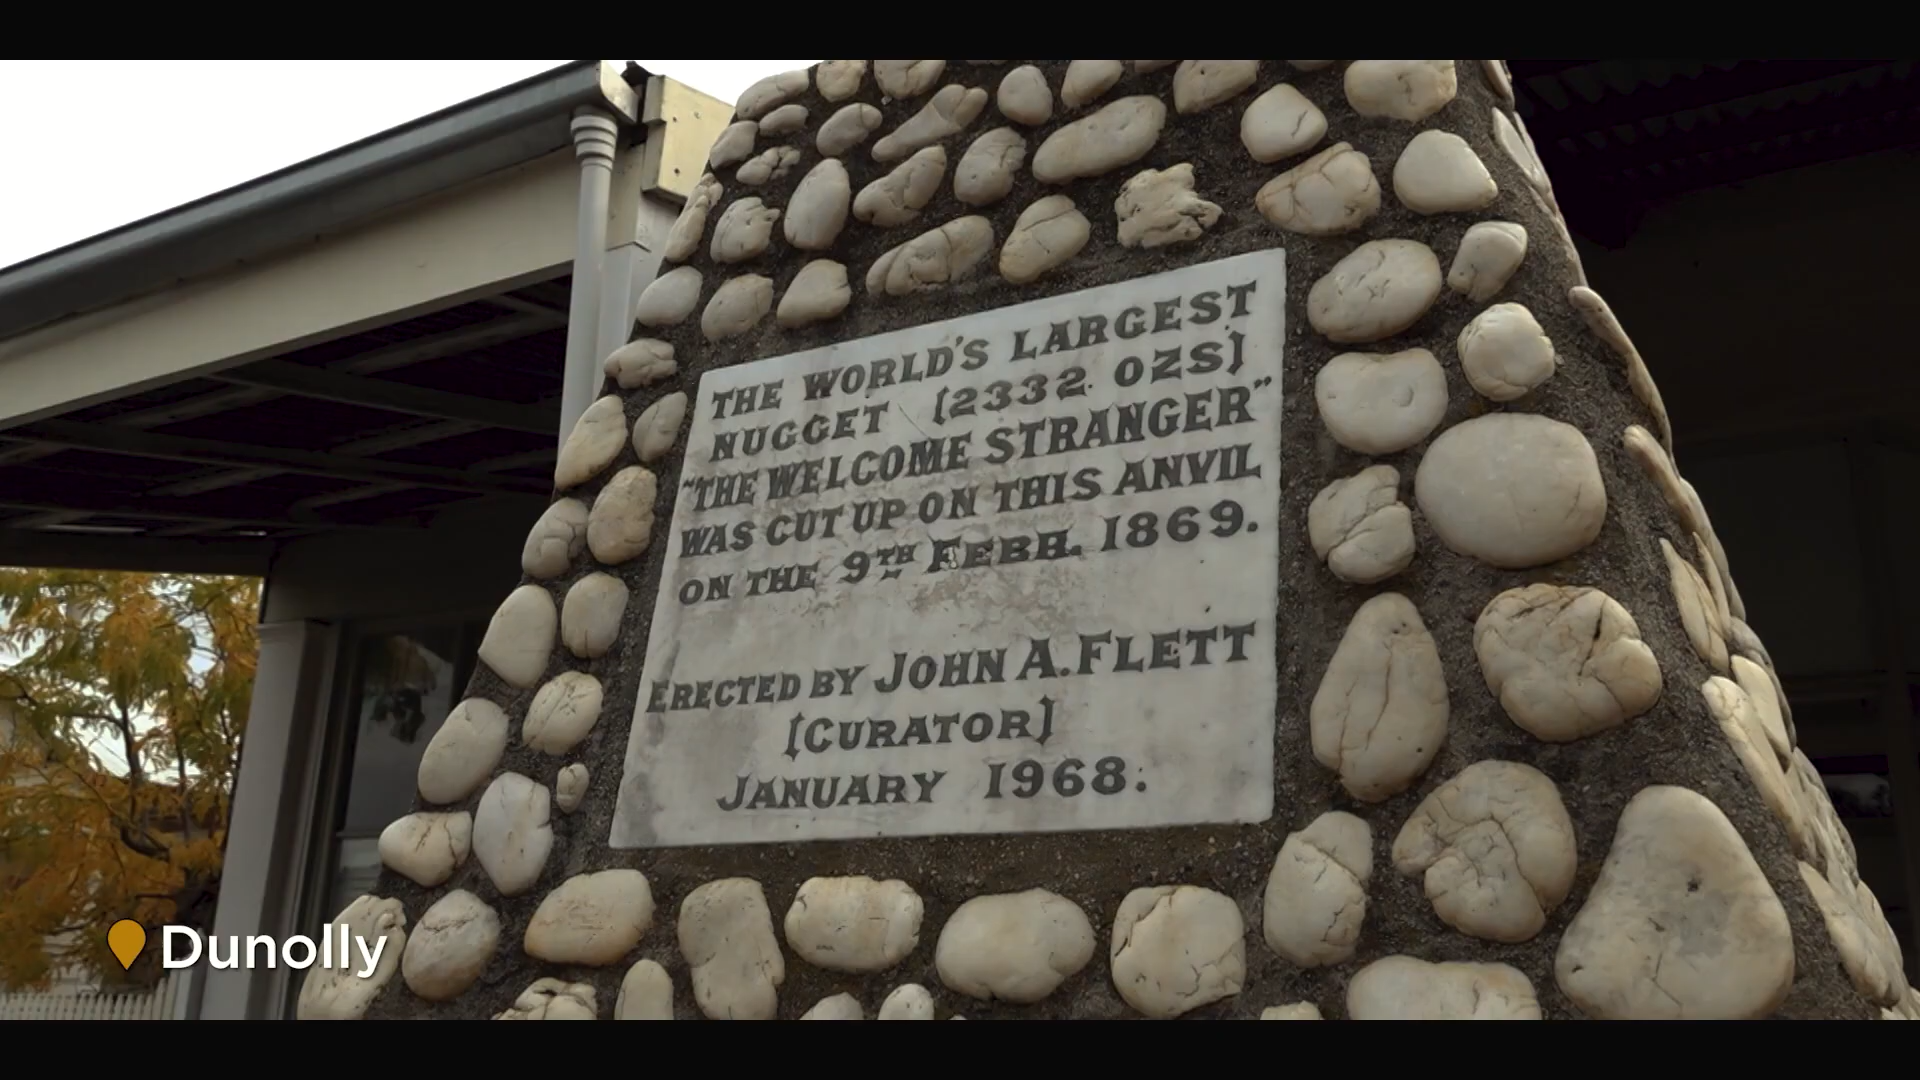 THE WORLD'S LARGEST
NUGGET [2332 OZS]
"THE WELCOME STRANGER"
WAS CUT UP ON THIS ANVIL
ON THE 9TH FEBH. 1869.
ERECTED BY JOHN A. FLETT
[CURATOR]
JANUARY 1968.
Dunolly